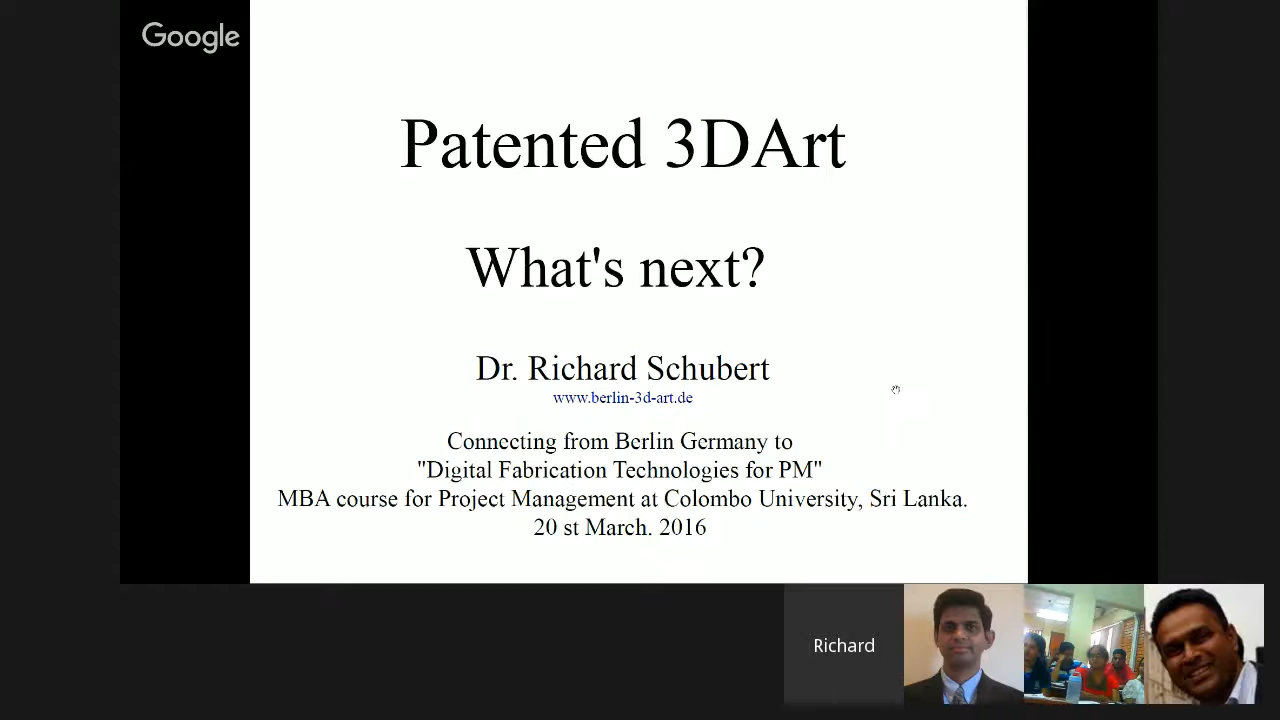 Google
Patented 3DArt
What's next?
Dr. Richard Schubert
www.berlin-3d-art.de
Connecting from Berlin Germany to
"Digital Fabrication Technologies for PM"
MBA course for Project Management at Colombo University, Sri Lanka.
20 st March. 2016
Richard